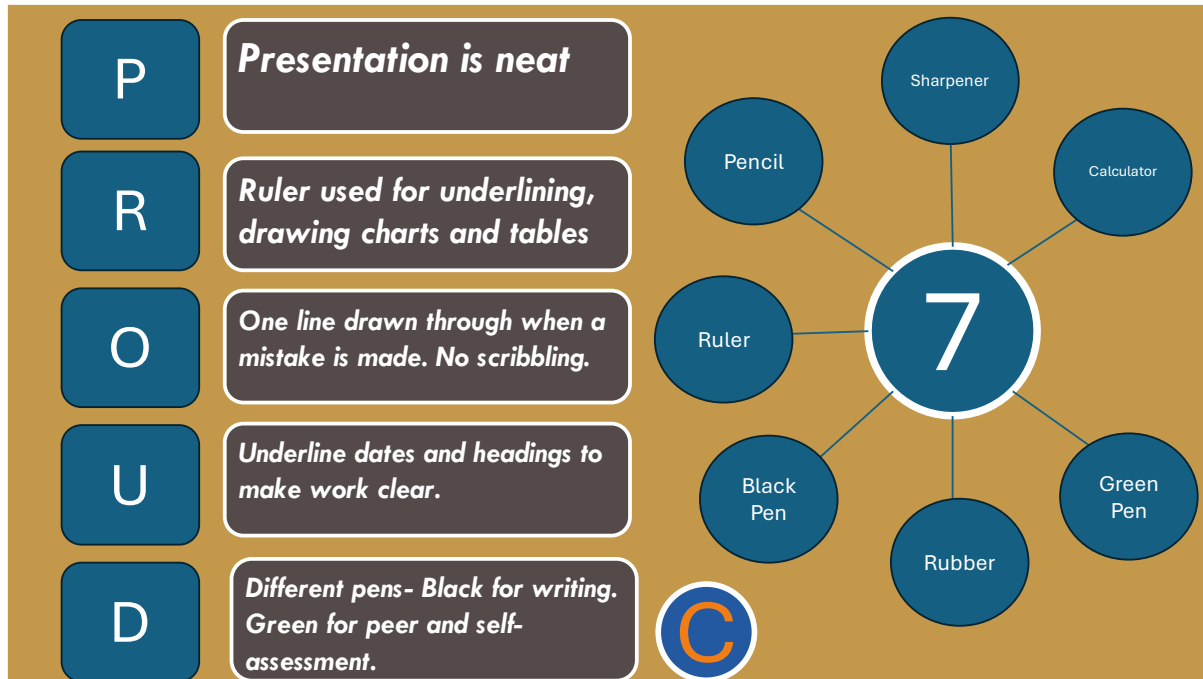 P
Presentation is neat
R
Ruler used for underlining,
drawing charts and tables
O
One line drawn through when a
mistake is made. No scribbling.
U
Underline dates and headings to
make work clear.
D
Different pens- Black for writing.
Green for peer and self-
assessment.
C
7
Sharpener
Calculator
Green
Pen
Rubber
Black
Pen
Ruler
Pencil